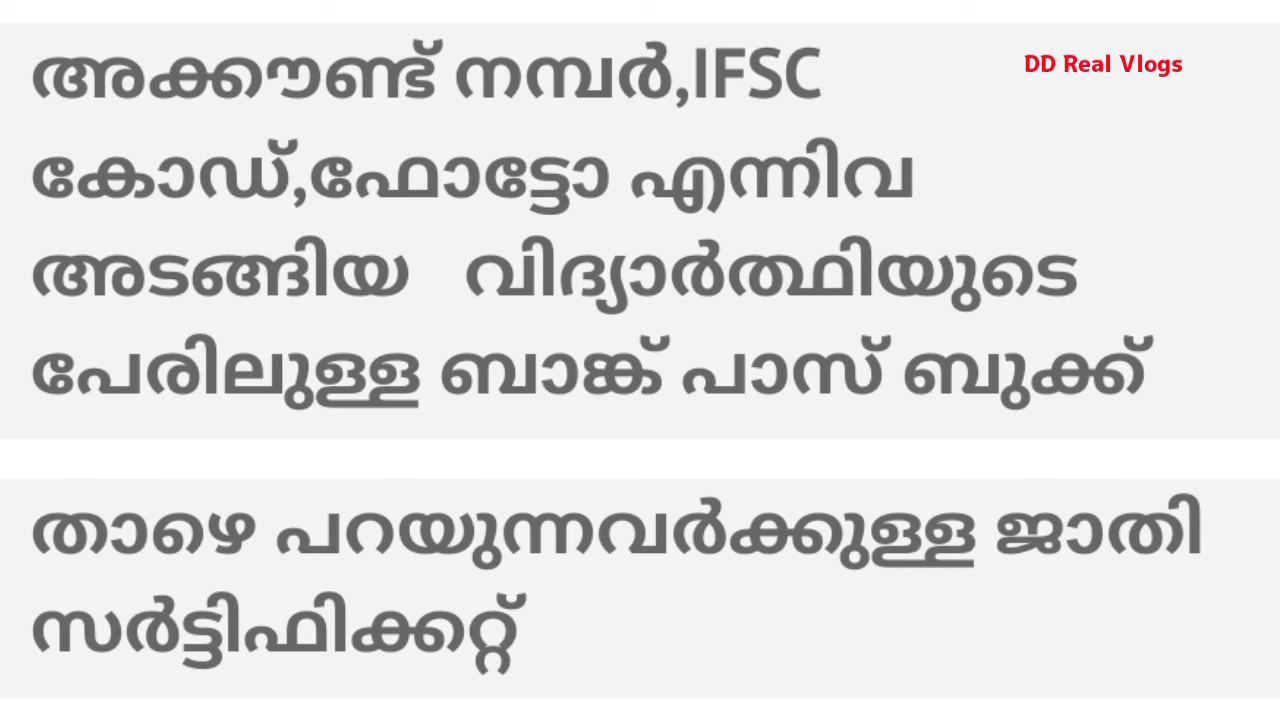 അക്കൗണ്ട് നമ്പർ,IFSC
DD Real Vlogs
കോഡ്,ഫോട്ടോ എന്നിവ
അടങ്ങിയ വിദ്യാർത്ഥിയുടെ
പേരിലുള്ള ബാങ്ക് പാസ് ബുക്ക്
താഴെ പറയുന്നവർക്കുള്ള ജാതി
സർട്ടിഫിക്കറ്റ്